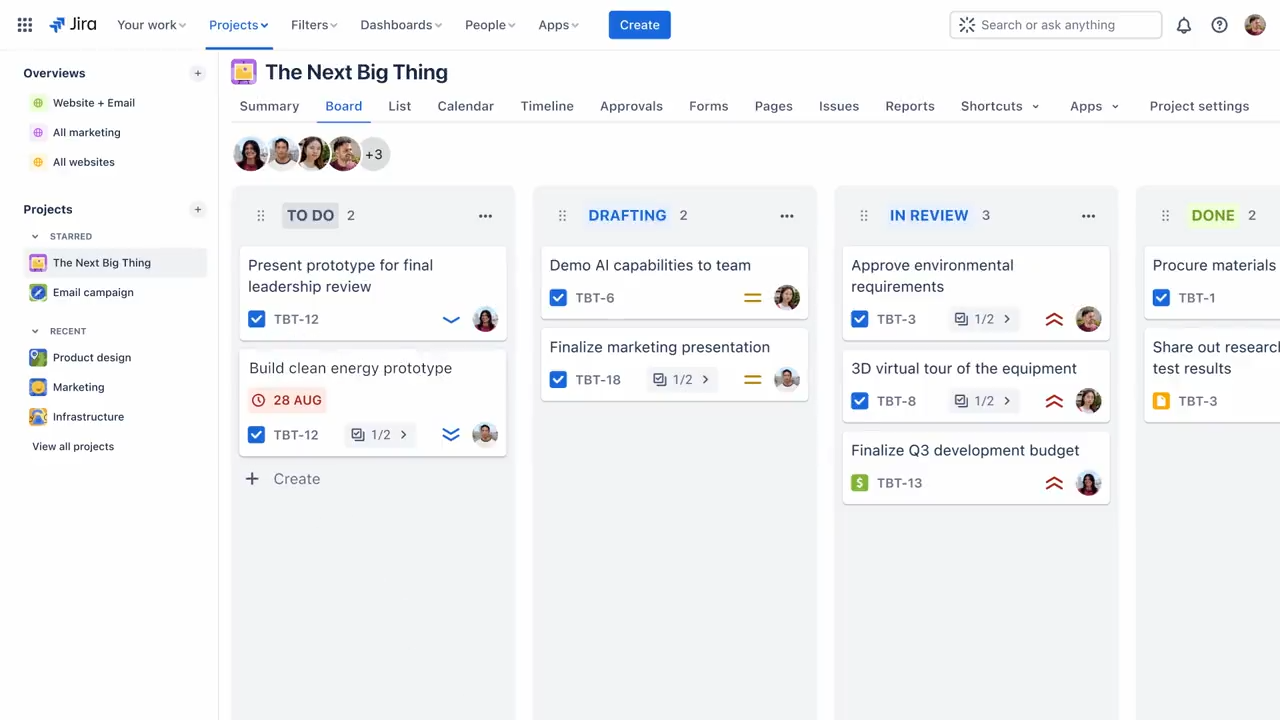 Jira
Your work
Projects
Filters
Dashboards
People
Apps
Create
Search or ask anything
Overviews
Website + Email
All marketing
All websites
Projects
STARRED
The Next Big Thing
Email campaign
RECENT
Product design
Marketing
Infrastructure
View all projects
The Next Big Thing
Summary
Board
List
Calendar
Timeline
Approvals
Forms
Pages
Issues
Reports
Shortcuts
Apps
Project settings
+3
TO DO 2
Present prototype for final
leadership review
TBT-12
Build clean energy prototype
28 AUG
TBT-12
1/2
Create
DRAFTING 2
Demo AI capabilities to team
TBT-6
Finalize marketing presentation
TBT-18
1/2
IN REVIEW 3
Approve environmental
requirements
TBT-3
1/2
3D virtual tour of the equipment
TBT-8
1/2
Finalize Q3 development budget
$ TBT-13
DONE 2
Procure materials
TBT-1
Share out research
test results
TBT-3